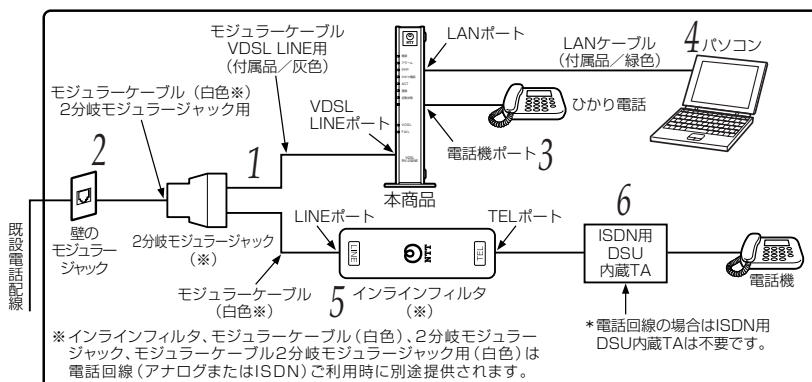 モジュラーケーブル
VDSL LINE用
(付属品／灰色)
LANポート
LANケーブル
(付属品／緑色)
4 パソコン
モジュラーケーブル(白色※)
2分岐モジュラージャック用
VDSL
LINEポート
ひかり電話
電話機ポート 3
本商品
1
2
既設電話配線
壁の
モジュラー
ジャック
2分岐モジュラージャック
(※)
LINEポート
TELポート
6
ISDN用
DSU
内蔵TA
LINE
NTT
TEL
電話機
モジュラーケーブル
(白色※)
5 インラインフィルタ
(※)
＊電話回線の場合はISDN用
DSU内蔵TAは不要です。
※インラインフィルタ、モジュラーケーブル(白色)、2分岐モジュラー
ジャック、モジュラーケーブル2分岐モジュラージャック用(白色)は
電話回線(アナログまたはISDN)ご利用時に別途提供されます。